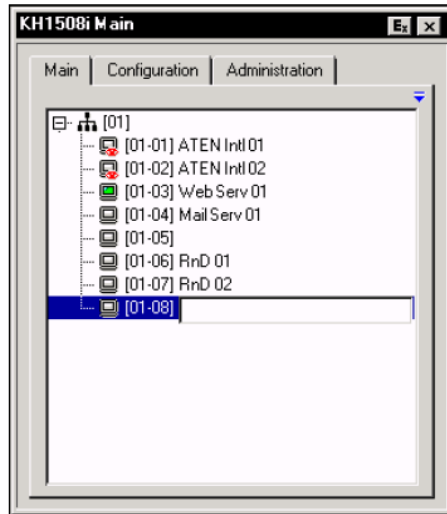 KH1508i Main
Ex
Main Configuration Administration
[01]
[01-01] ATEN Intl 01
[01-02] ATEN Intl 02
[01-03] Web Serv 01
[01-04] Mail Serv 01
[01-05]
[01-06] RnD 01
[01-07] RnD 02
[01-08]